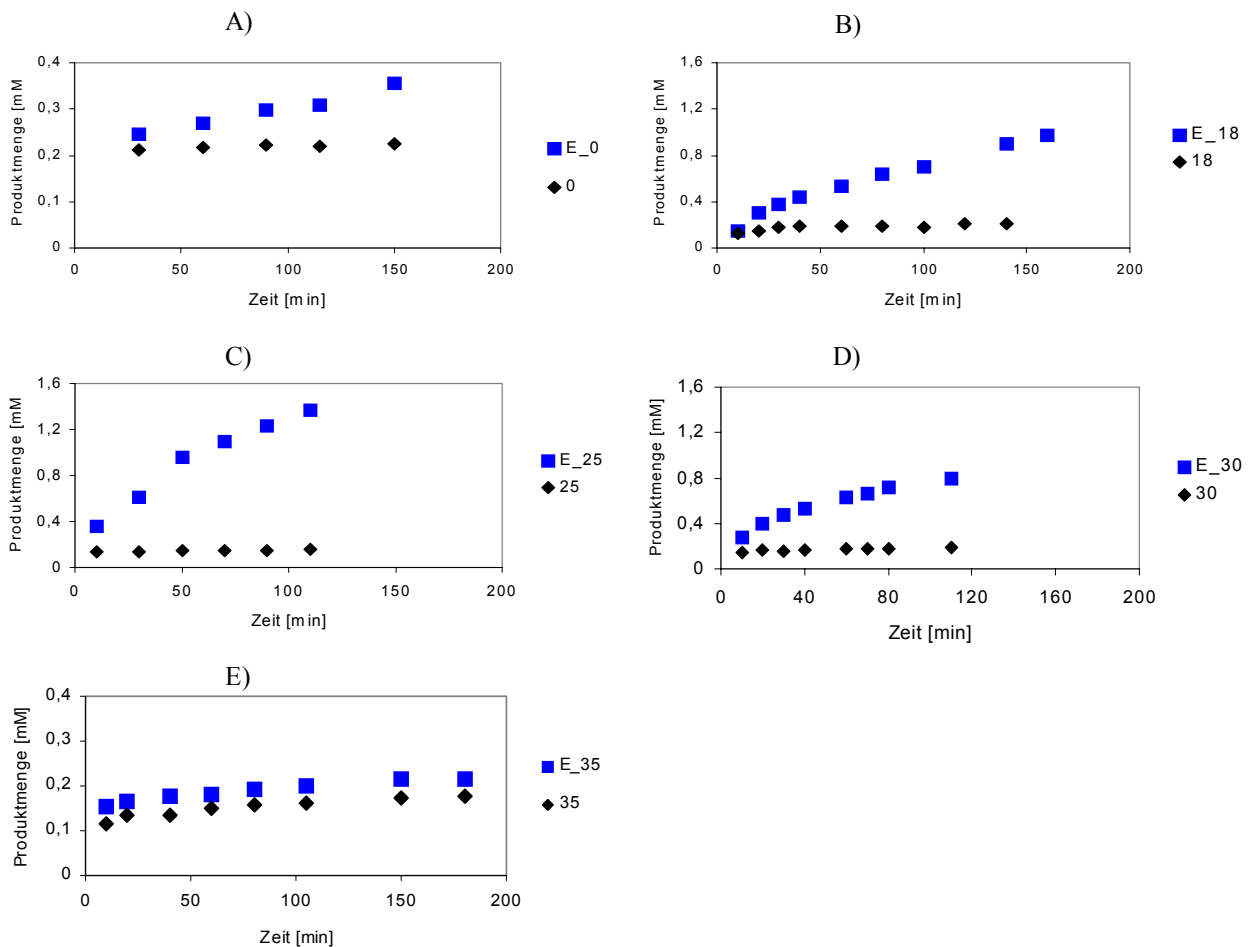 A)
Produktmenge [mM]
0,4
0,3
0,2
0,1
0
0 50 100 150 200
Zeit [min]
E_0
0
B)
Produktmenge [mM
1,6
1,2
0,8
0,4
0
0 50 100 150 200
Zeit [min]
E_18
18
C)
Produktmenge [mM
1,6
1,2
0,8
0,4
0
0 50 100 150 200
Zeit [min]
E_25
25
D)
Produktmenge [mM]
1,6
1,2
0,8
0,4
0
0 40 80 120 160 200
Zeit [min]
E_30
30
E)
Produktmenge [mM]
0,4
0,3
0,2
0,1
0
0 50 100 150 200
Zeit [min]
E_35
35